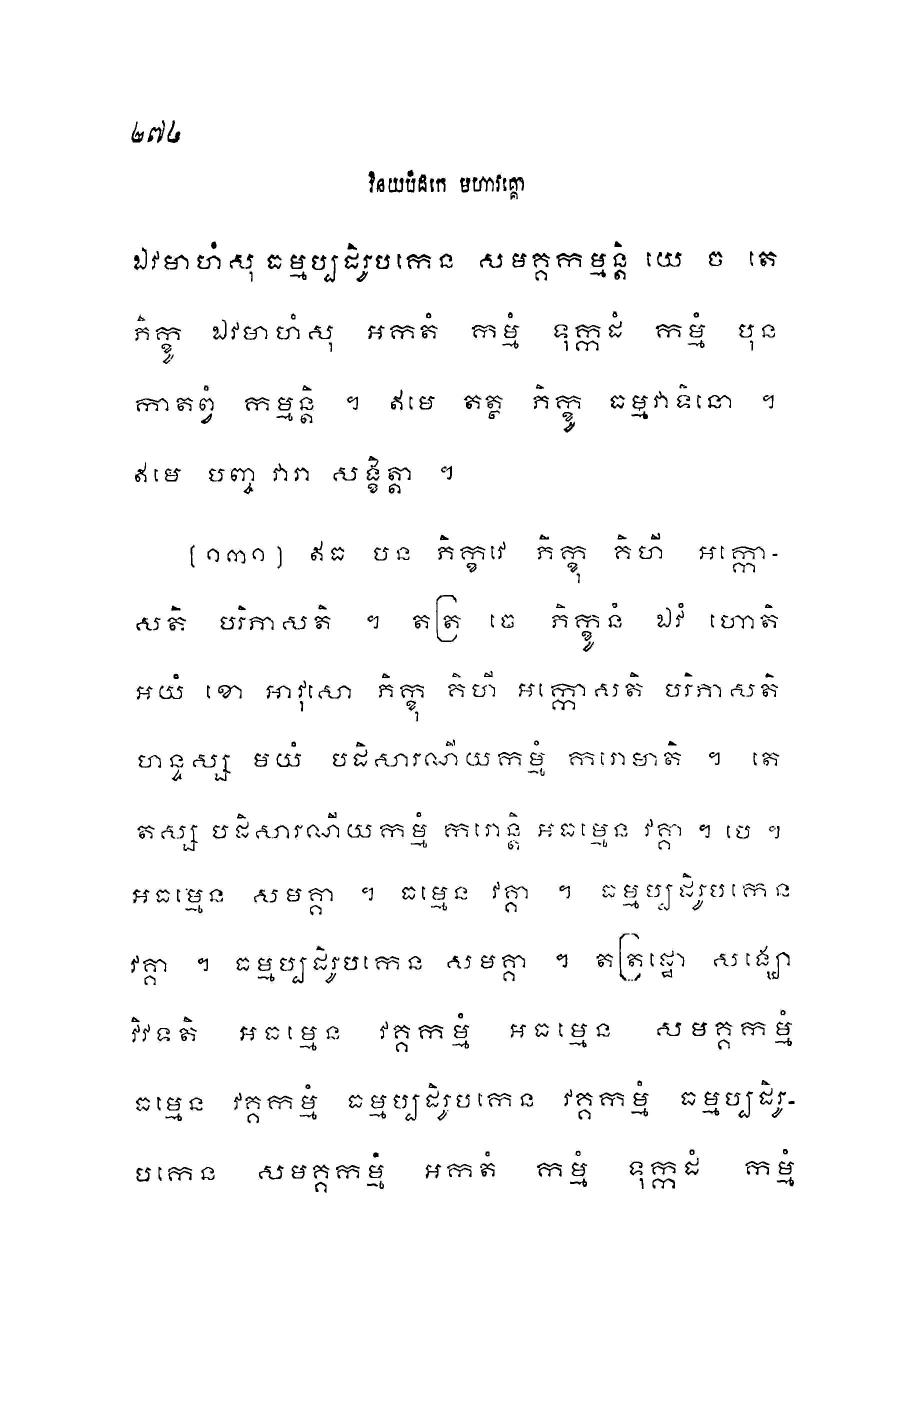 ២៧៤
វិនយបិដកេ មហាវគ្គោ
ឯវមាហំសុ ធម្មប្បដិរូបកេន សមគ្គកម្មន្តិ យេ ច តេ
ភិក្ខូ ឯវមាហំសុ អកតំ កម្មំ ទុក្កដំ កម្មំ បុន
កាតព្វំ កម្មន្តិ ។ ឥមេ តត្ថ ភិក្ខូ ធម្មវាទិនោ ។
ឥមេ បញ្ច វារា សង្ខិត្តា ។
[១៣១] ឥធ បន ភិក្ខវេ ភិក្ខុ គិហី អក្កោ-
សតិ បរិភាសតិ ។ តត្រ ចេ ភិក្ខូនំ ឯវំ ហោតិ
អយំ ខោ អាវុសោ ភិក្ខុ គិហី អក្កោសតិ បរិភាសតិ
ហន្ទស្ស មយំ បដិសារណីយកម្មំ ករោមាតិ ។ តេ
តស្ស បដិសារណីយកម្មំ ករោន្តិ អធម្មេន វគ្គា ។ បេ ។
អធម្មេន សមគ្គា ។ ធម្មេន វគ្គា ។ ធម្មប្បដិរូបកេន
វគ្គា ។ ធម្មប្បដិរូបកេន សមគ្គា ។ តត្រដ្ឋោ សង្ឃោ
វិវទតិ អធម្មេន វគ្គកម្មំ អធម្មេន សមគ្គកម្មំ
ធម្មេន វគ្គកម្មំ ធម្មប្បដិរូបកេន វគ្គកម្មំ ធម្មប្បដិរូ-
បកេន សមគ្គកម្មំ អកតំ កម្មំ ទុក្កដំ កម្មំ